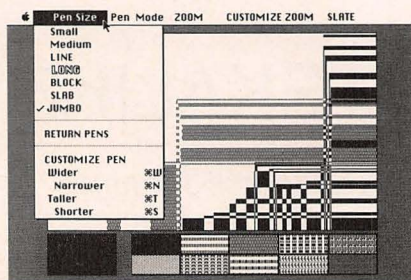 Pen Size Pen Mode ZOOM CUSTOMIZE ZOOM SLATE
Small
Medium
LINE
LONG
BLOCK
SLAB
✓JUMBO
RETURN PENS
CUSTOMIZE PEN
Wider ⌘W
Narrower ⌘N
Taller ⌘T
Shorter ⌘S